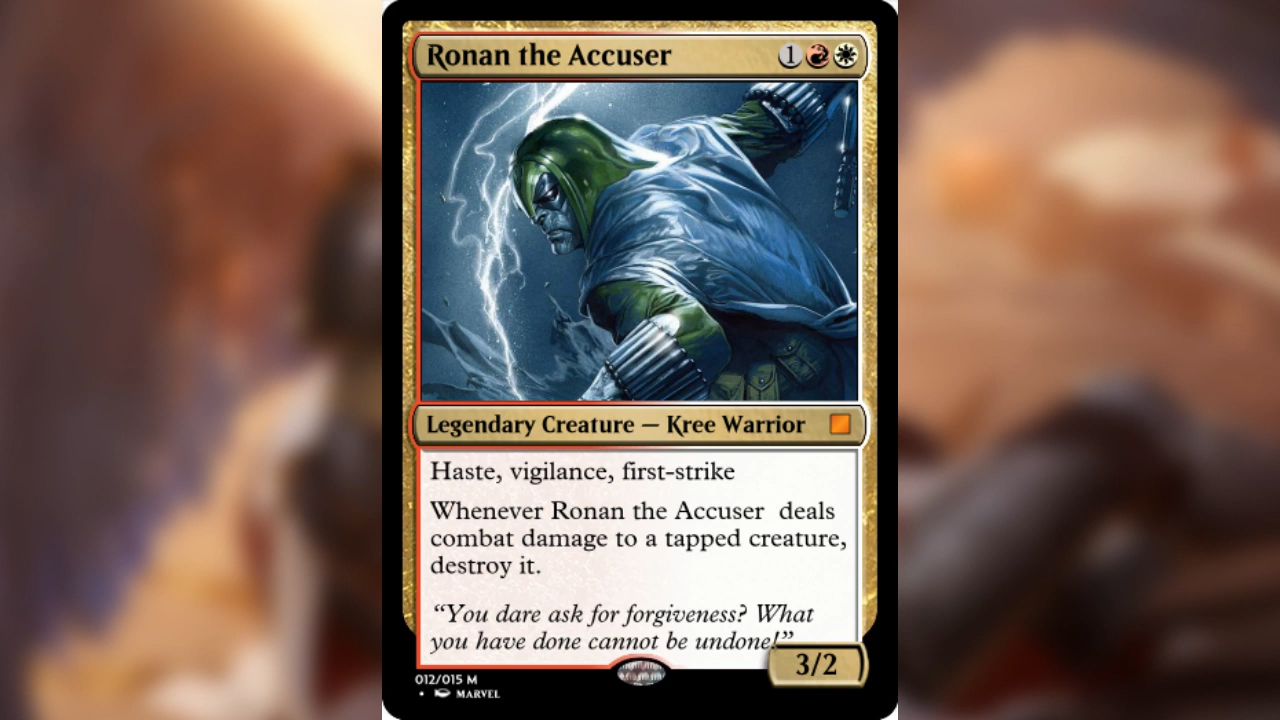 Ronan the Accuser 1
Legendary Creature — Kree Warrior
Haste, vigilance, first-strike
Whenever Ronan the Accuser  deals
combat damage to a tapped creature,
destroy it.
“You dare ask for forgiveness? What
you have done cannot be undone!”
3/2
012/015 M
• MARVEL